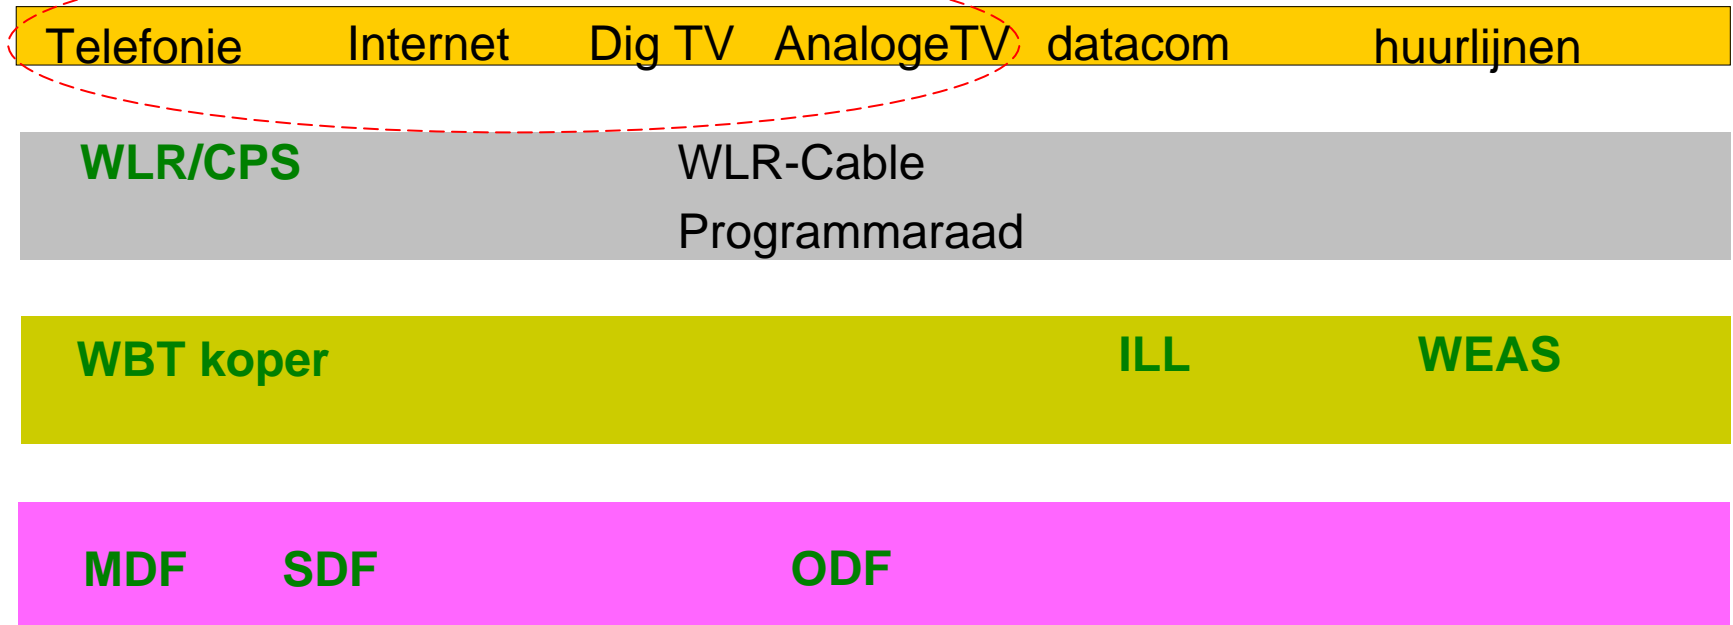 Telefonie Internet Dig TV AnalogeTV datacom huurlijnen
WLR/CPS WLR-Cable
Programmaraad
WBT koper ILL WEAS
MDF SDF ODF